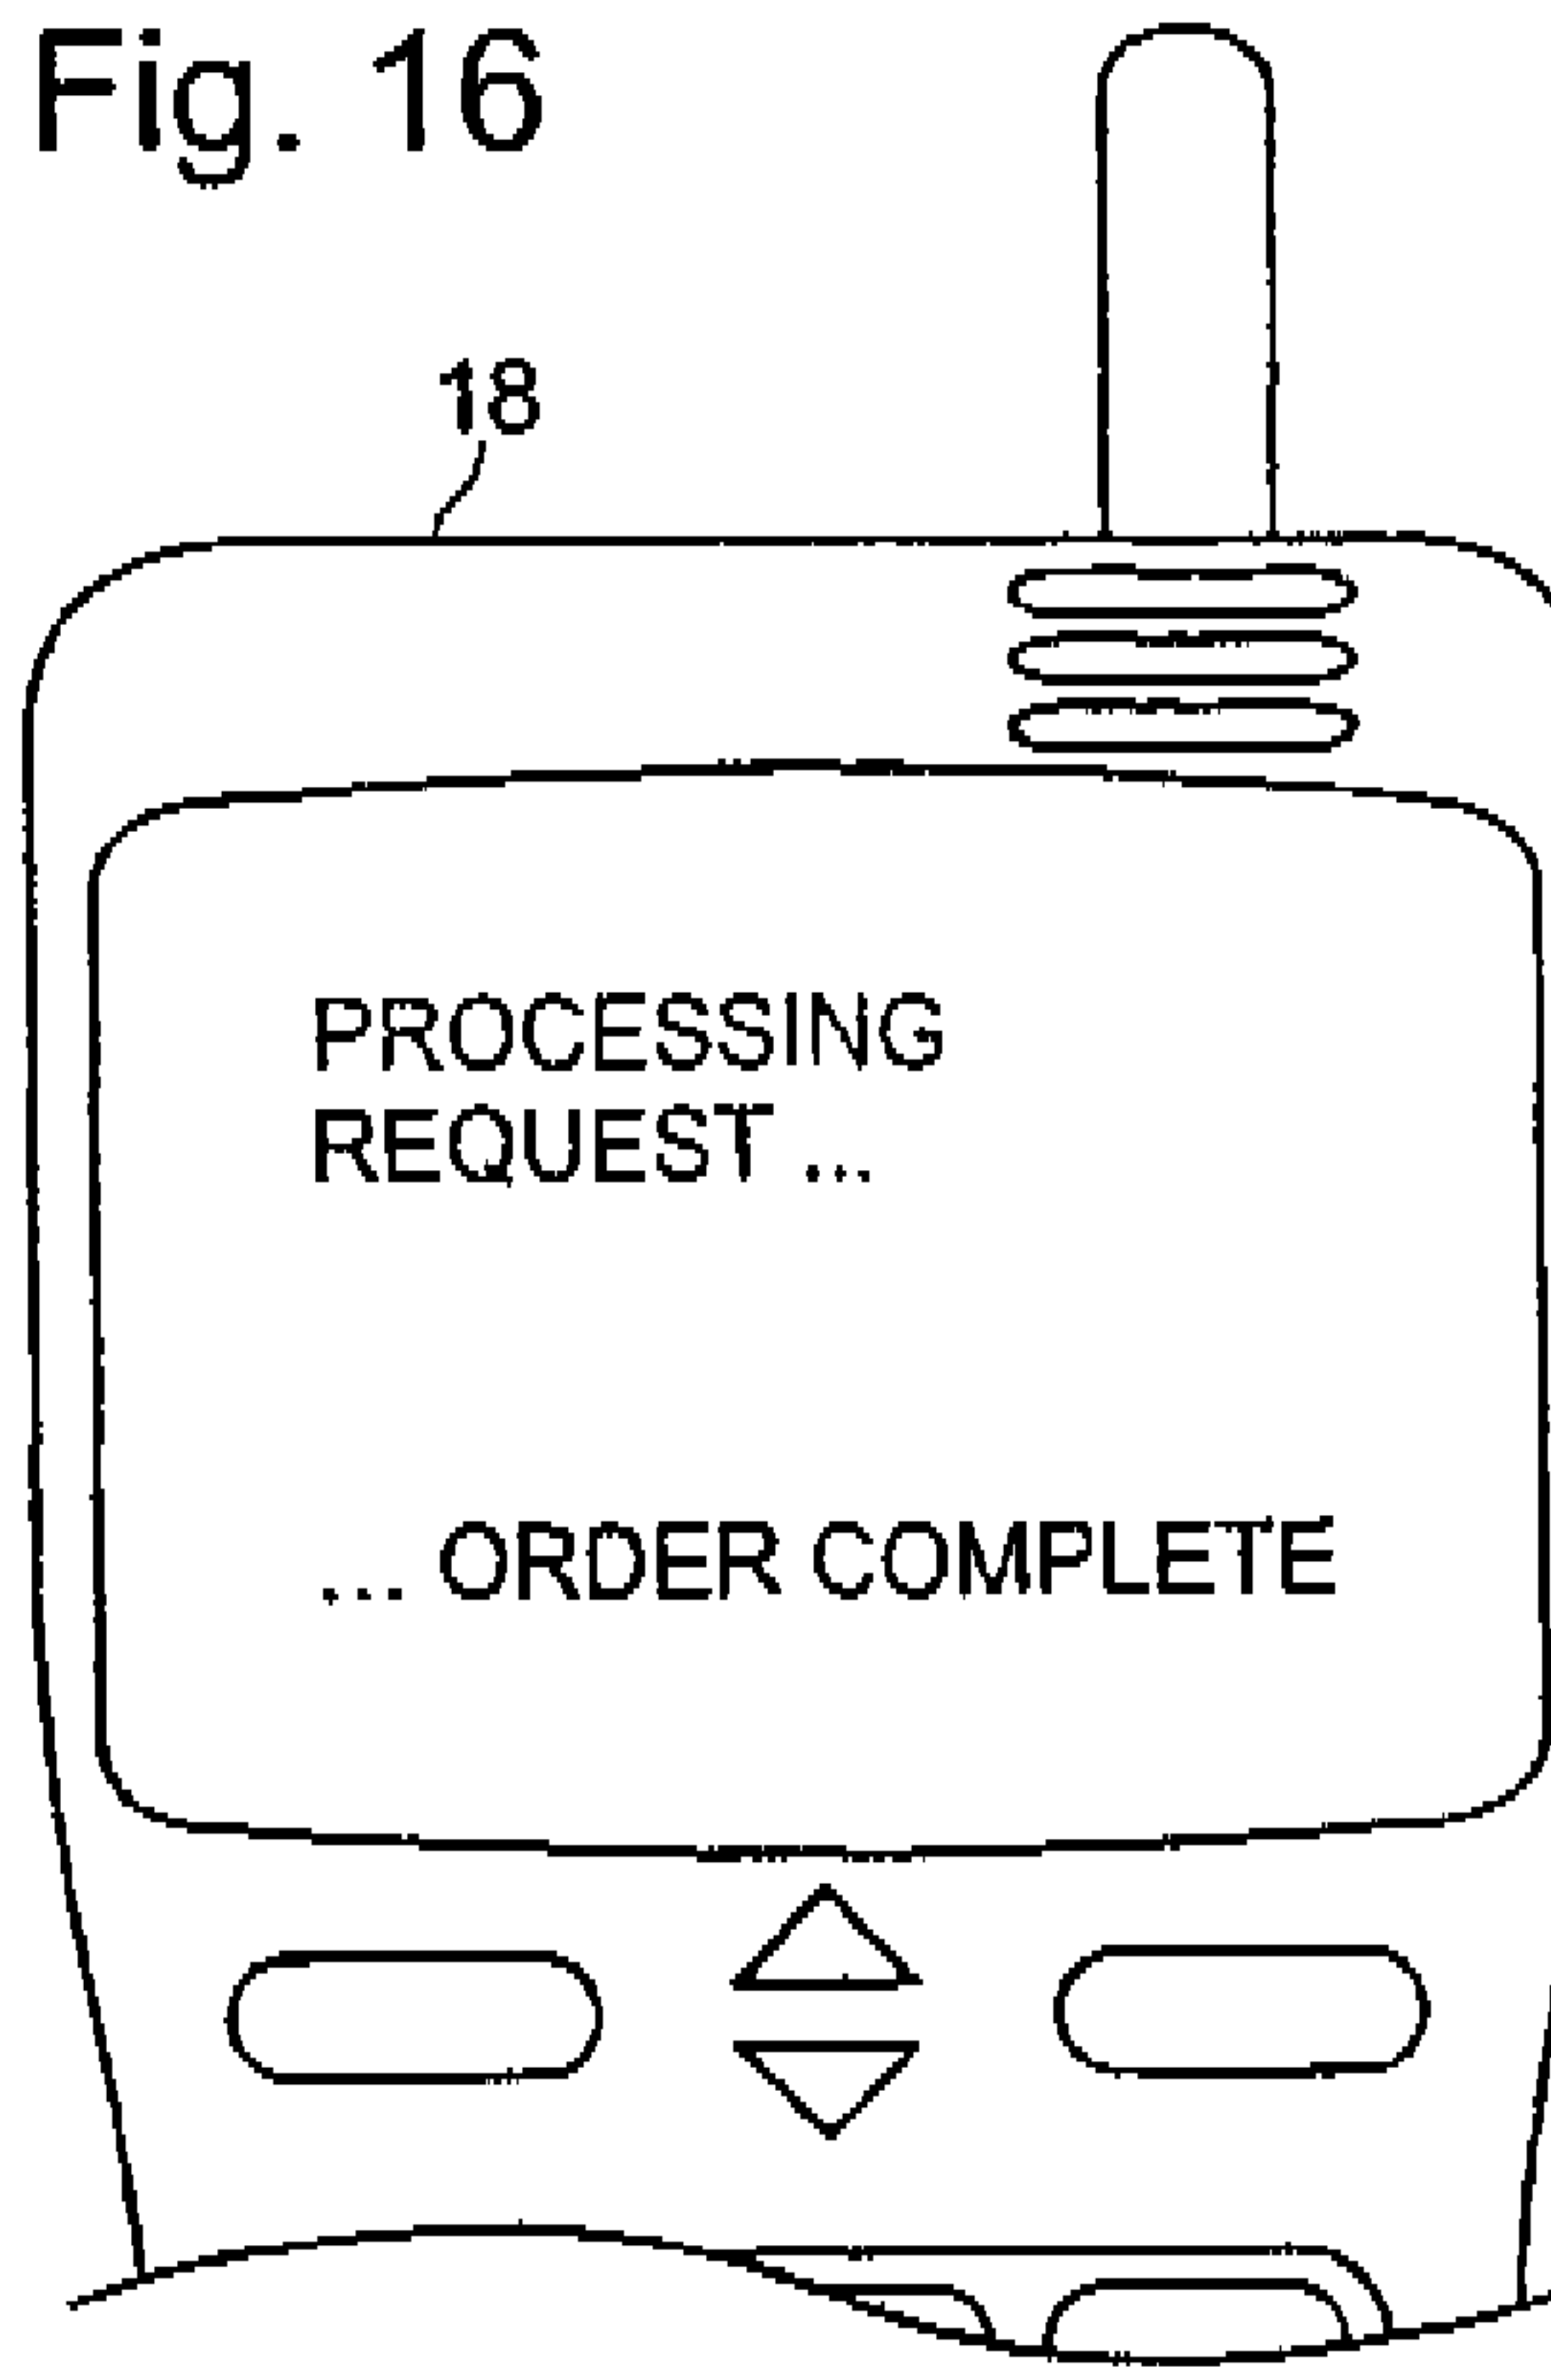 Fig. 16
18
PROCESSING
REQUEST ...
... ORDER COMPLETE